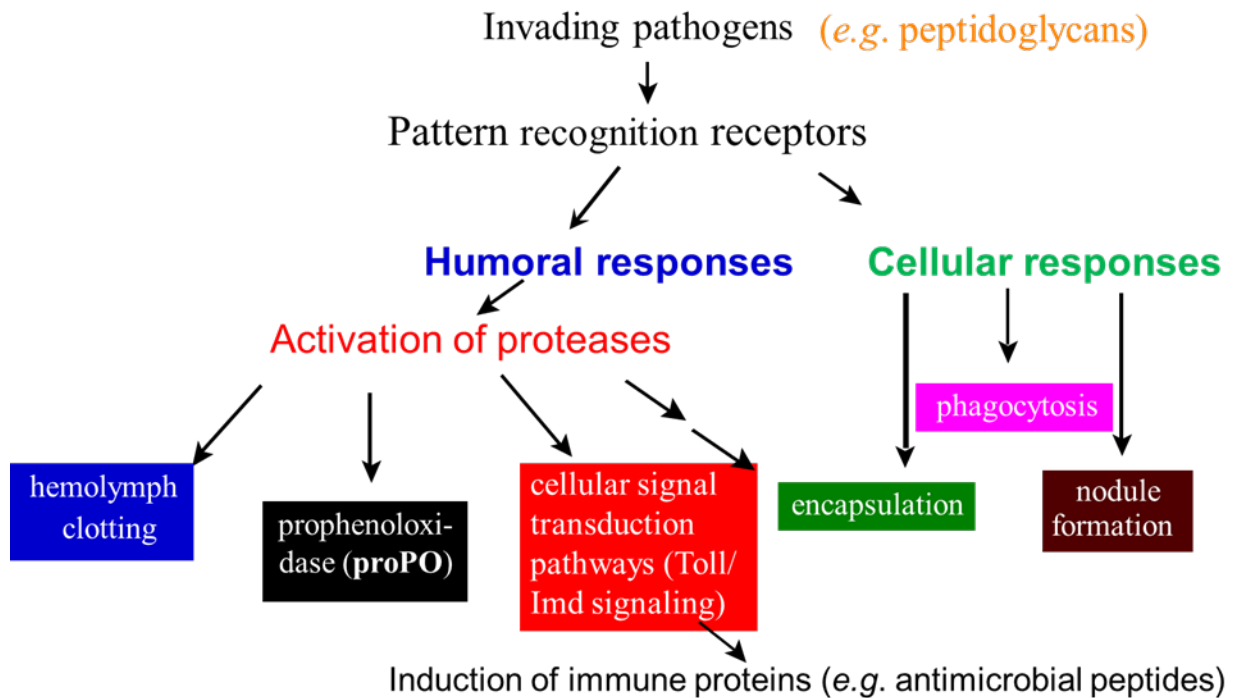 Invading pathogens (e.g. peptidoglycans)
Pattern recognition receptors
Humoral responses
Cellular responses
Activation of proteases
phagocytosis
hemolymph
clotting
prophenoloxi-
dase (proPO)
cellular signal
transduction
pathways (Toll/
Imd signaling)
encapsulation
nodule
formation
Induction of immune proteins (e.g. antimicrobial peptides)